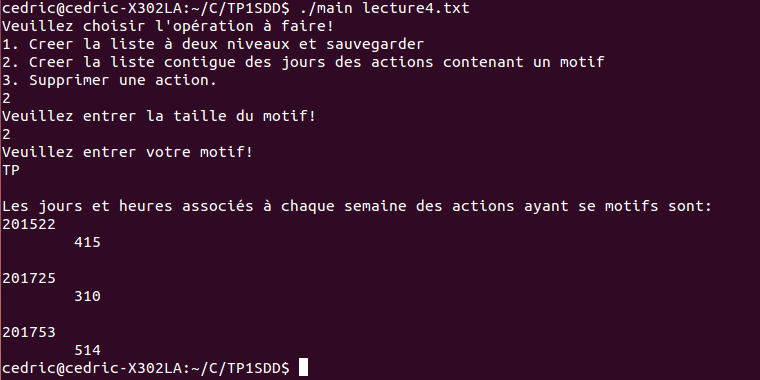 cedric@cedric-X302LA:~/C/TP1SDD$ ./main lecture4.txt
Veuillez choisir l'opération à faire!
1. Creer la liste à deux niveaux et sauvegarder
2. Creer la liste contigue des jours des actions contenant un motif
3. Supprimer une action.
2
Veuillez entrer la taille du motif!
2
Veuillez entrer votre motif!
TP
Les jours et heures associés à chaque semaine des actions ayant se motifs sont:
201522
415
201725
310
201753
514
cedric@cedric-X302LA:~/C/TP1SDD$